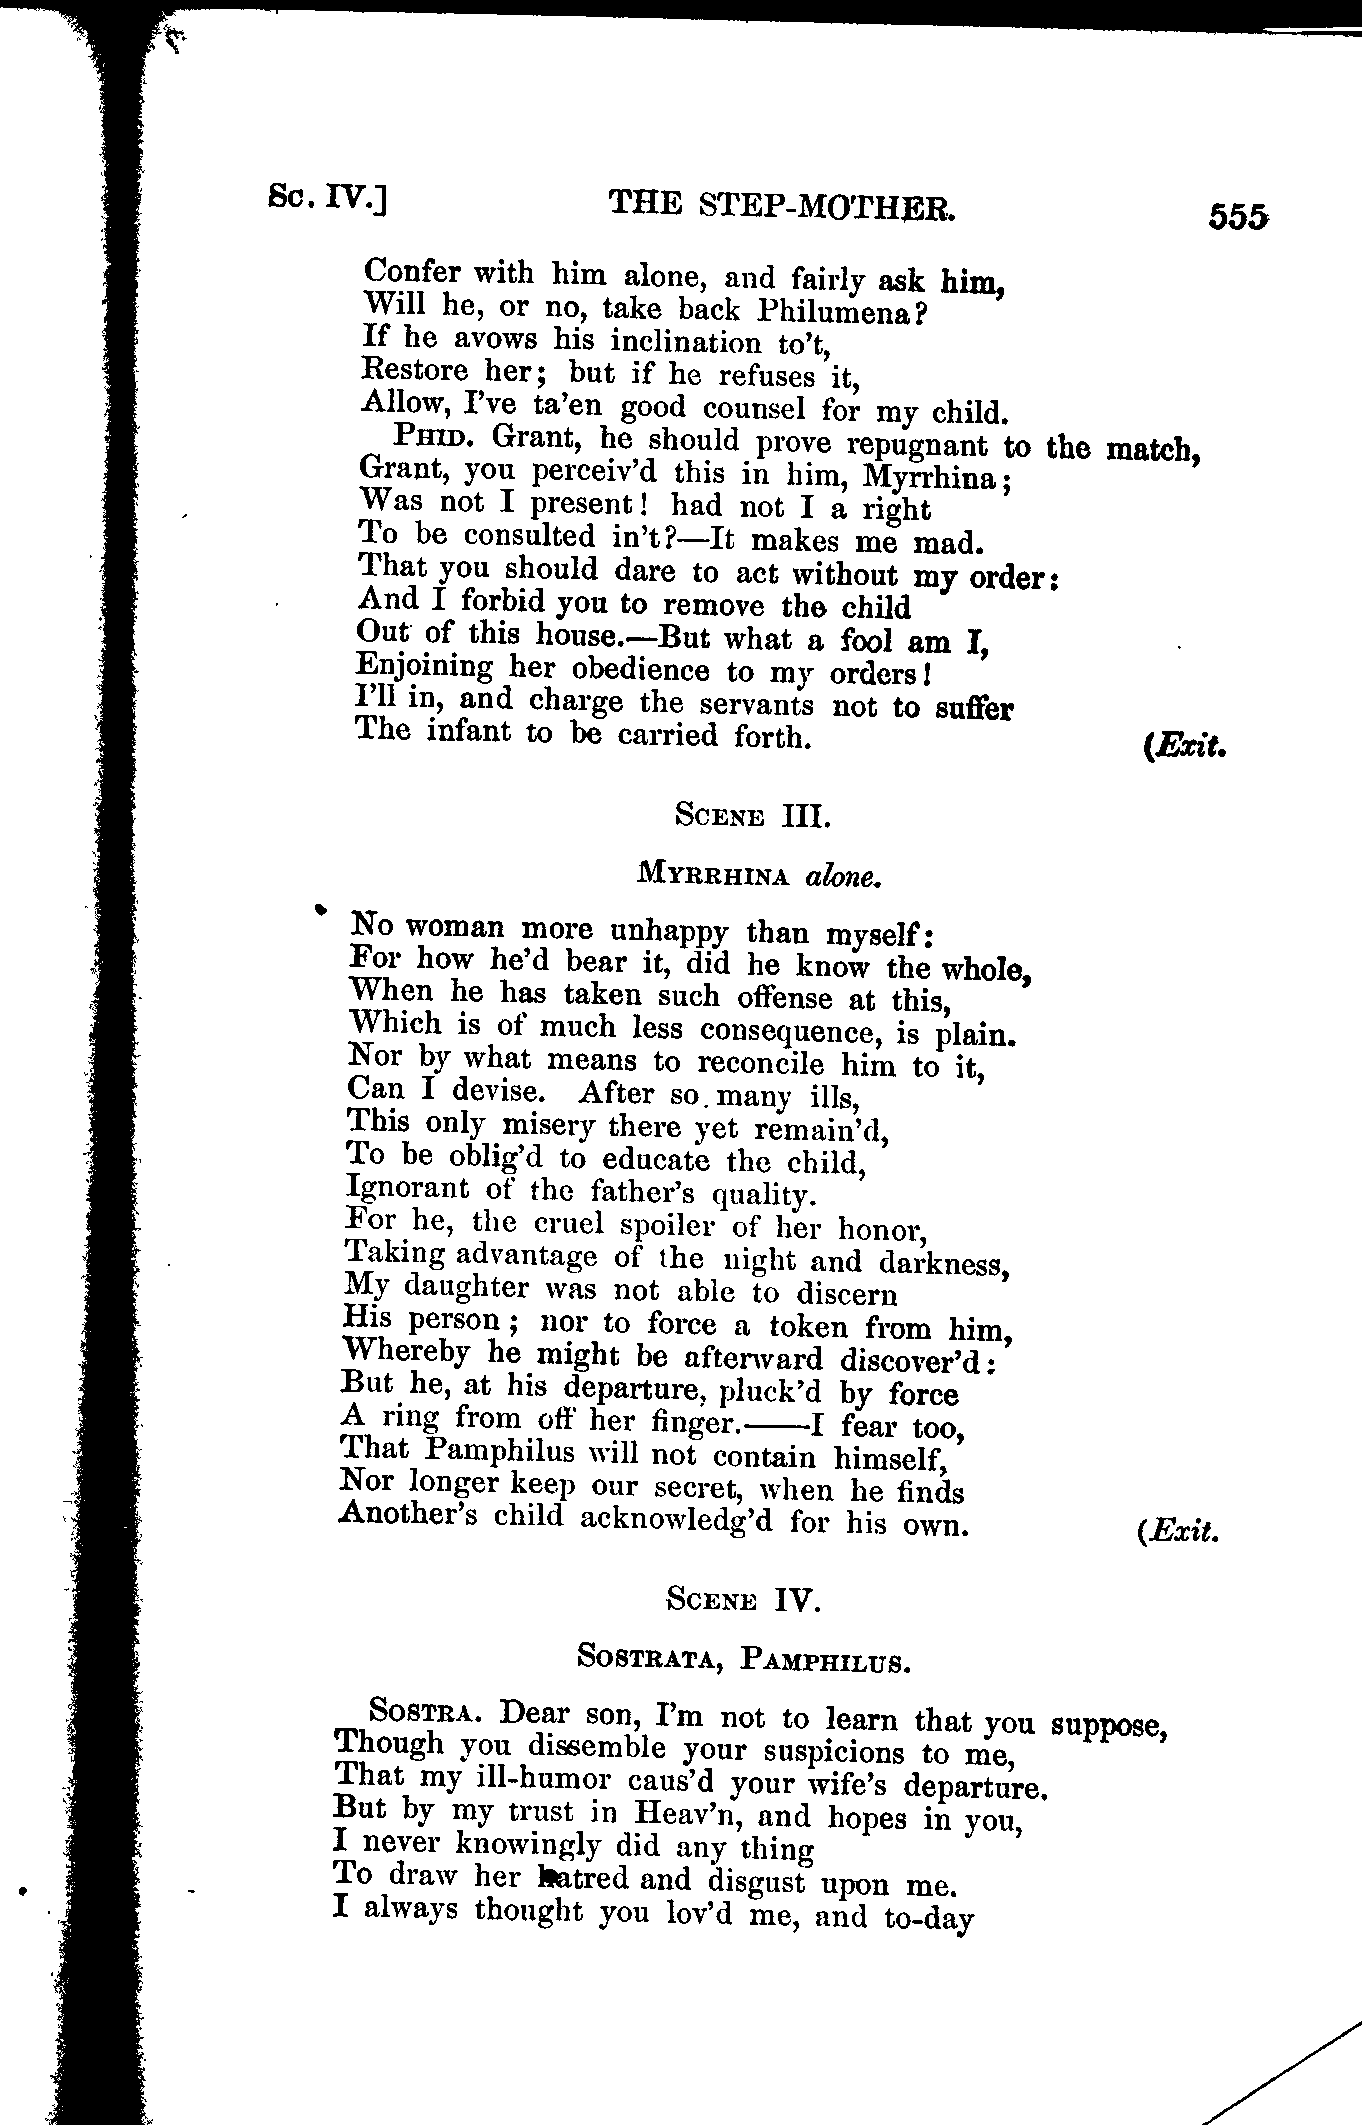 Sc. IV.] THE STEP-MOTHER. 555
Confer with him alone, and fairly ask him,
Will he, or no, take back Philumena?
If he avows his inclination to't,
Restore her; but if he refuses it,
Allow, I've ta'en good counsel for my child.
PHID. Grant, he should prove repugnant to the match,
Grant, you perceiv'd this in him, Myrrhina;
Was not I present! had not I a right
To be consulted in't?—It makes me mad.
That you should dare to act without my order:
And I forbid you to remove the child
Out of this house.—But what a fool am I,
Enjoining her obedience to my orders!
I'll in, and charge the servants not to suffer
The infant to be carried forth. (Exit.
SCENE III.
MYRRHINA alone.
No woman more unhappy than myself:
For how he'd bear it, did he know the whole,
When he has taken such offense at this,
Which is of much less consequence, is plain.
Nor by what means to reconcile him to it,
Can I devise. After so many ills,
This only misery there yet remain'd,
To be oblig'd to educate the child,
Ignorant of the father's quality.
For he, the cruel spoiler of her honor,
Taking advantage of the night and darkness,
My daughter was not able to discern
His person; nor to force a token from him,
Whereby he might be afterward discover'd:
But he, at his departure, pluck'd by force
A ring from off her finger.——I fear too,
That Pamphilus will not contain himself,
Nor longer keep our secret, when he finds
Another's child acknowledg'd for his own. (Exit.
SCENE IV.
SOSTRATA, PAMPHILUS.
SOSTRA. Dear son, I'm not to learn that you suppose,
Though you dissemble your suspicions to me,
That my ill-humor caus'd your wife's departure.
But by my trust in Heav'n, and hopes in you,
I never knowingly did any thing
To draw her hatred and disgust upon me.
I always thought you lov'd me, and to-day